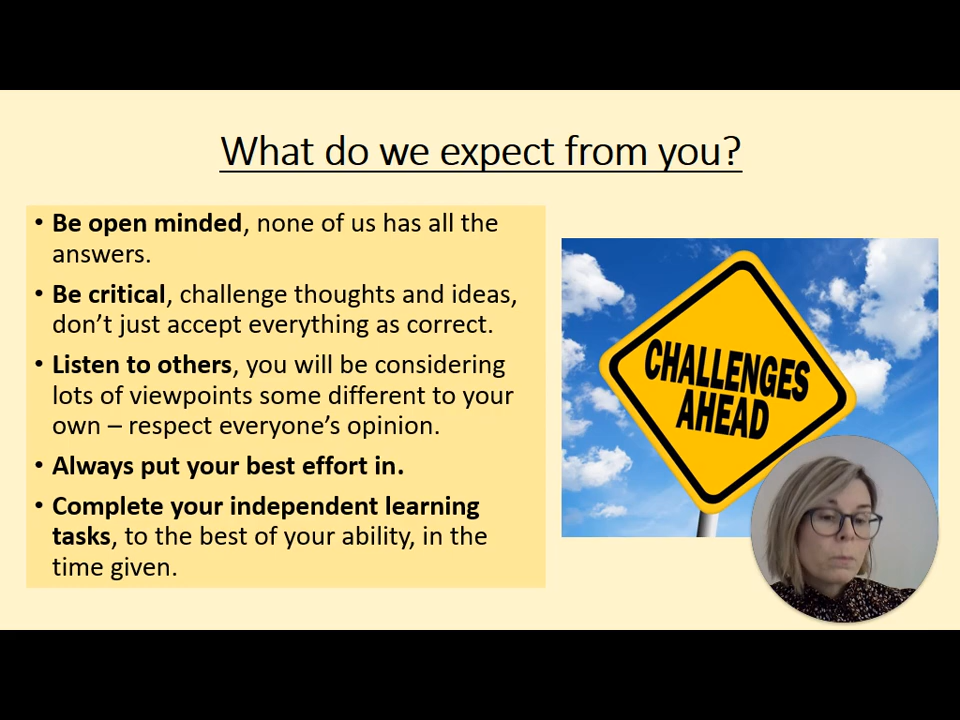 What do we expect from you?
• Be open minded, none of us has all the
answers.
• Be critical, challenge thoughts and ideas,
don’t just accept everything as correct.
• Listen to others, you will be considering
lots of viewpoints some different to your
own – respect everyone’s opinion.
• Always put your best effort in.
• Complete your independent learning
tasks, to the best of your ability, in the
time given.
CHALLENGES
AHEAD